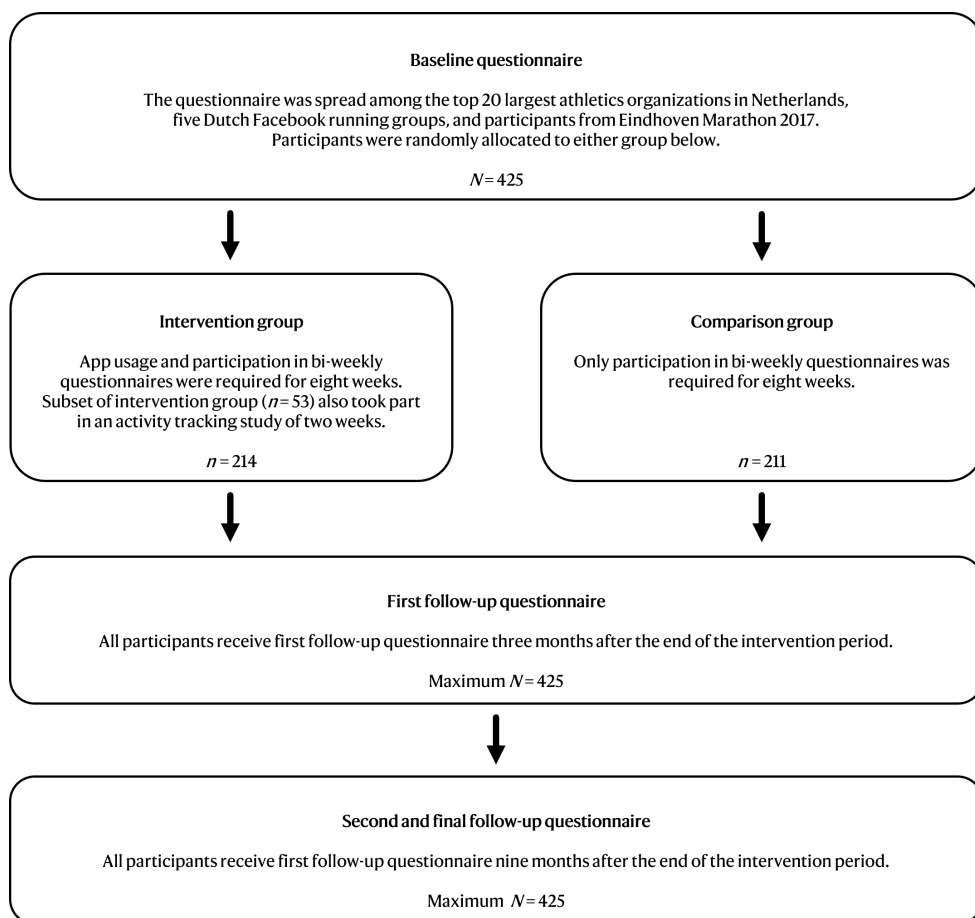 Baseline questionnaire
The questionnaire was spread among the top 20 largest athletics organizations in Netherlands,
five Dutch Facebook running groups, and participants from Eindhoven Marathon 2017.
Participants were randomly allocated to either group below.
N = 425
Intervention group
App usage and participation in bi-weekly
questionnaires were required for eight weeks.
Subset of intervention group (n = 53) also took part
in an activity tracking study of two weeks.
n = 214
Comparison group
Only participation in bi-weekly questionnaires was
required for eight weeks.
n = 211
First follow-up questionnaire
All participants receive first follow-up questionnaire three months after the end of the intervention period.
Maximum N = 425
Second and final follow-up questionnaire
All participants receive first follow-up questionnaire nine months after the end of the intervention period.
Maximum N = 425